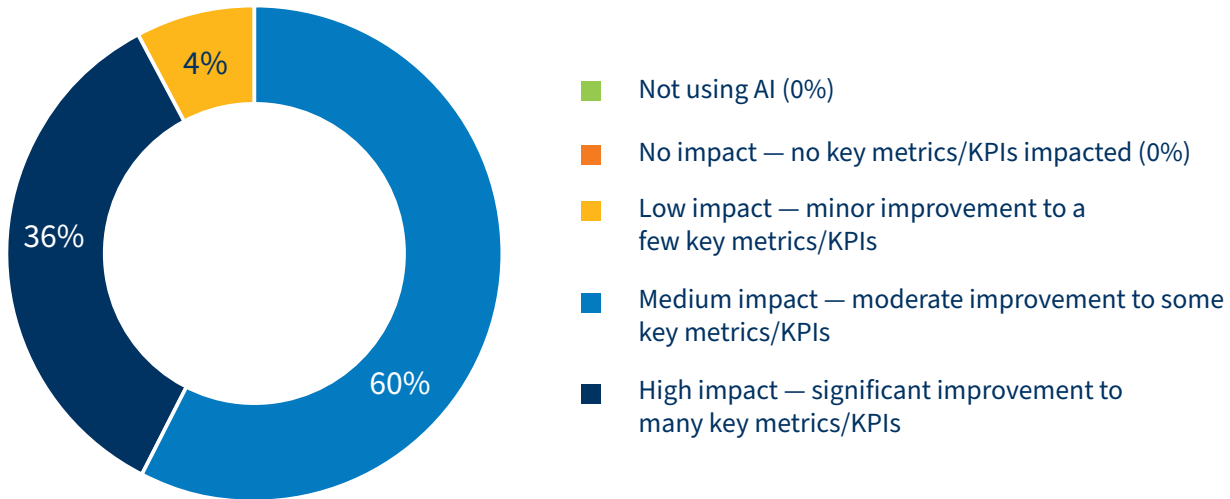 4%
36%
60%
Not using AI (0%)
No impact — no key metrics/KPIs impacted (0%)
Low impact — minor improvement to a
few key metrics/KPIs
Medium impact — moderate improvement to some
key metrics/KPIs
High impact — significant improvement to
many key metrics/KPIs